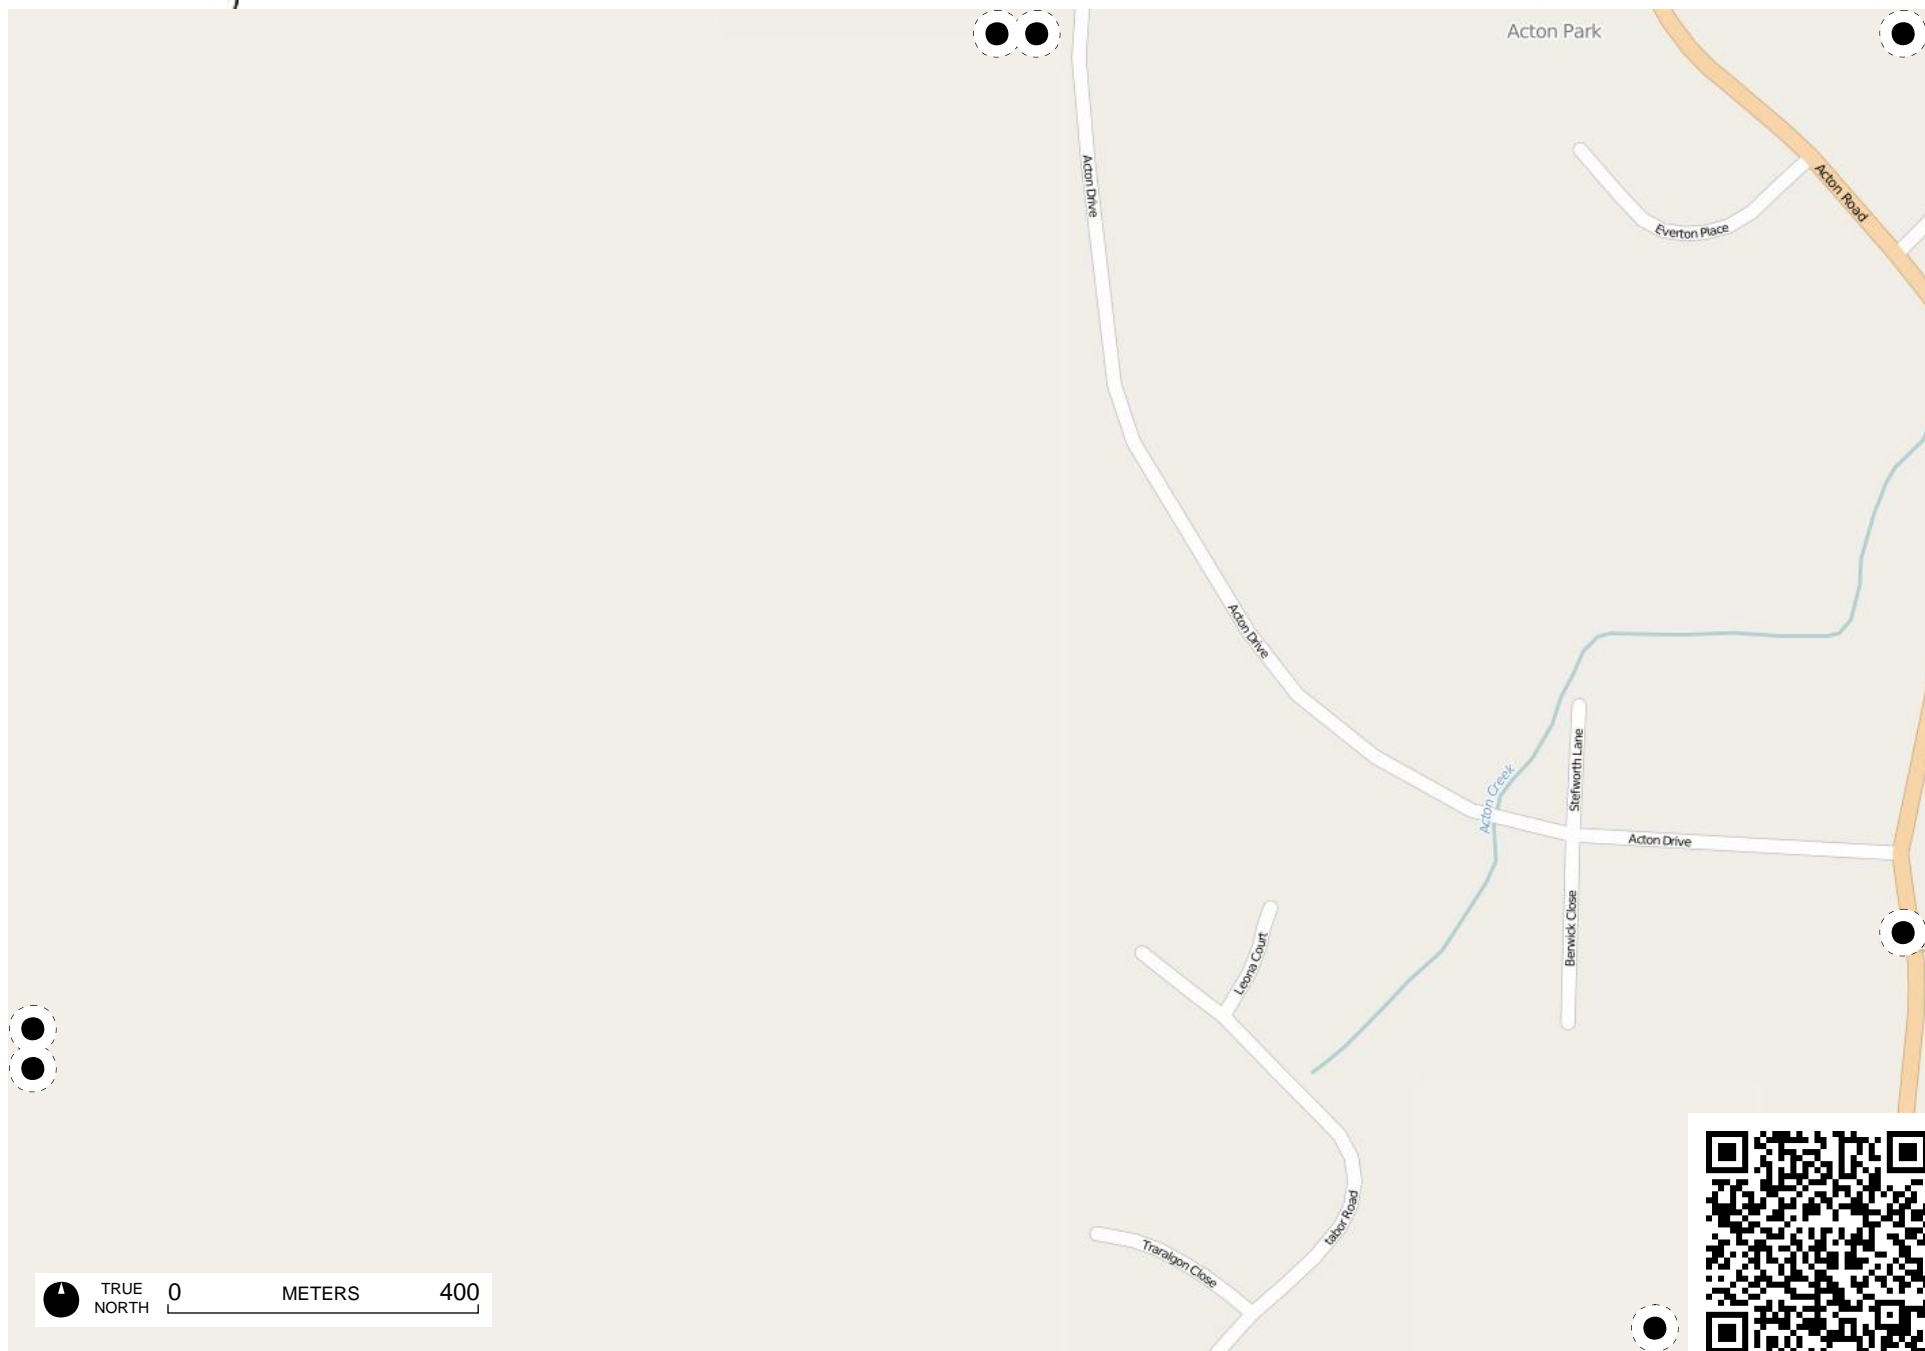 Acton Park
Acton Drive
Acton Road
Everton Place
Acton Drive
Stefworth Lane
Acton Creek
Acton Drive
Berwick Close
Leona Court
tabor Road
Traralgon Close
TRUE
NORTH
0 METERS 400